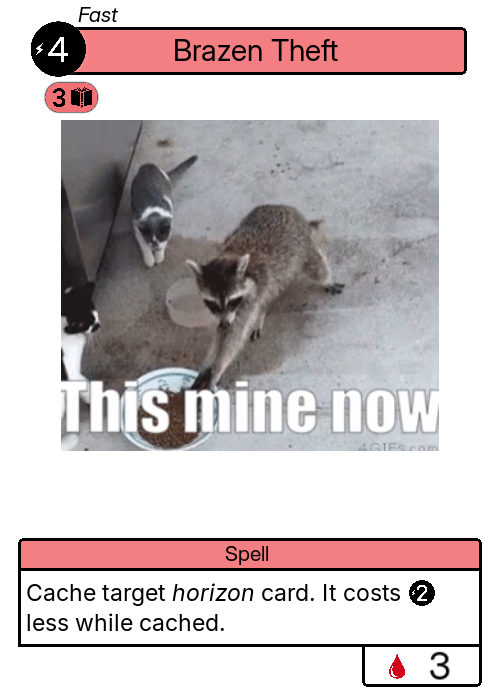 Fast
4 Brazen Theft
3
This mine now
4GIFs.com
Spell
Cache target horizon card. It costs 2
less while cached.
3